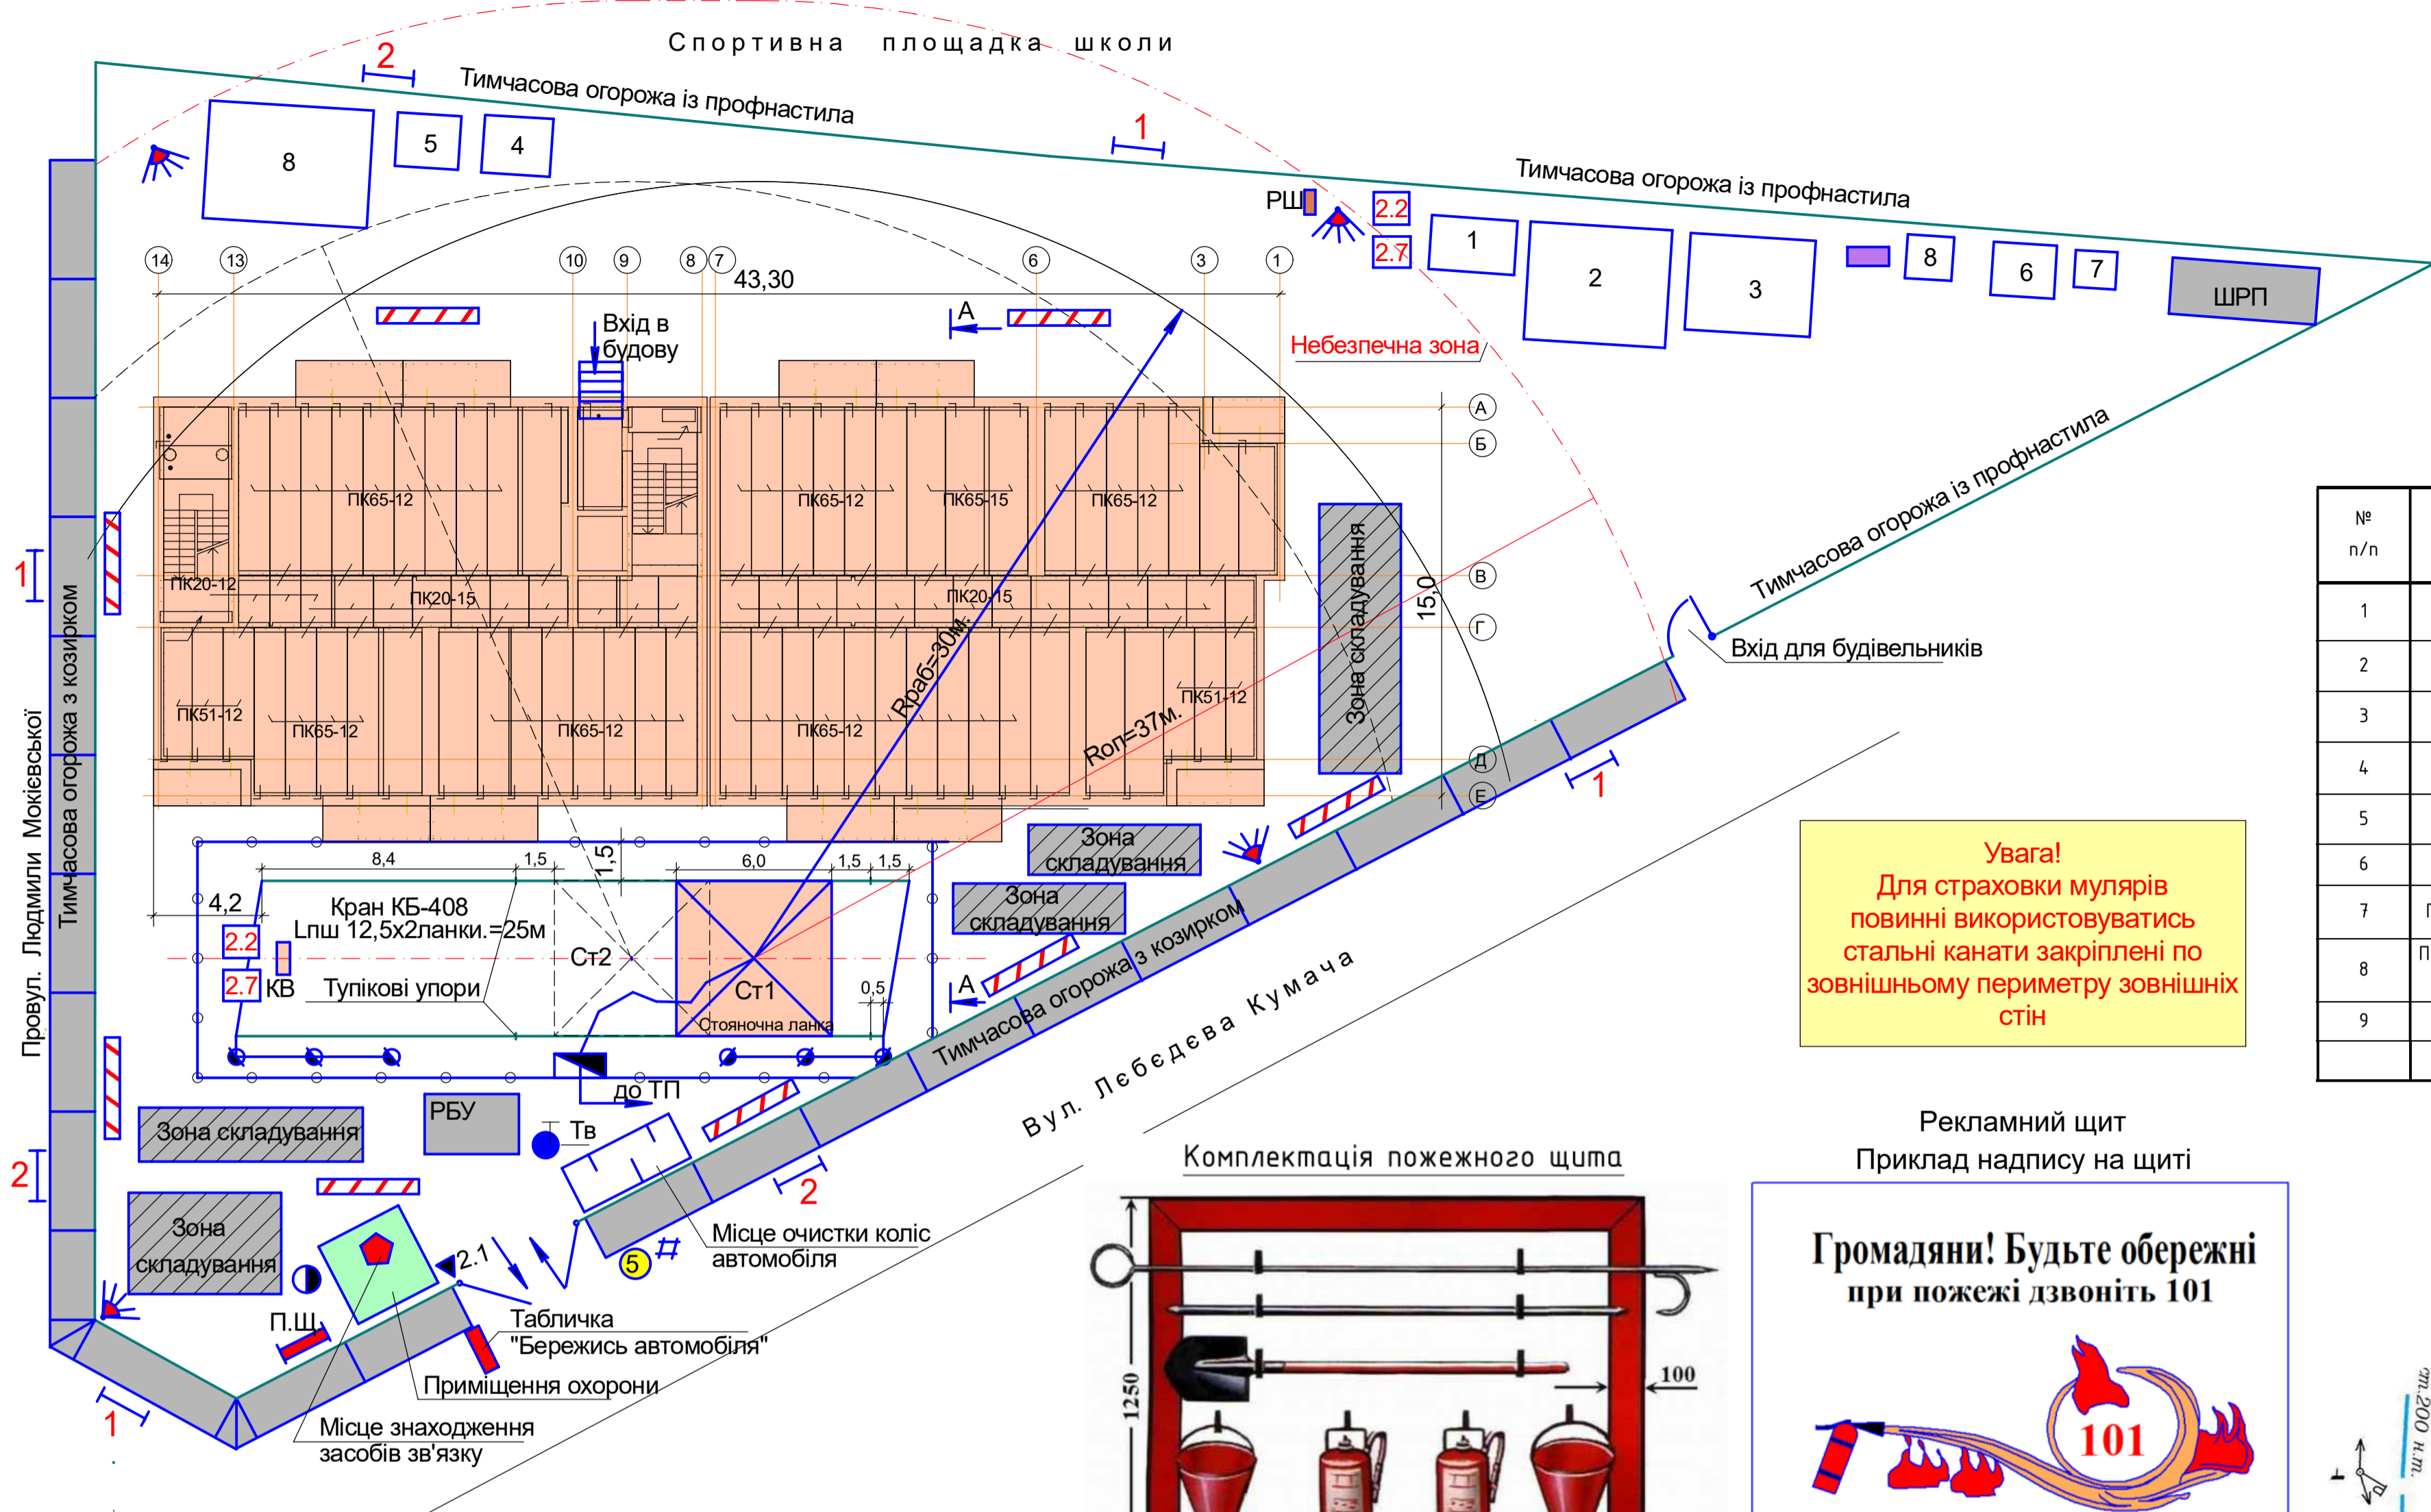 Спортивна площадка школи
2
Тимчасова огорожа із профнастила
1
Тимчасова огорожа із профнастила
8
5
4
РШ
2.2
2.7
1
2
3
8
6
7
ШРП
14
13
10
9
8
7
6
3
1
43,30
Вхід в
будову
А
Небезпечна зона
А
Б
В
Г
Д
Е
15,0
ПК65-12
ПК65-12
ПК65-15
ПК65-12
ПК20-12
ПК20-15
ПК20-15
ПК51-12
ПК65-12
ПК65-12
ПК65-12
ПК51-12
Rраб=30м.
Rоп=37м.
Зона складування
Тимчасова огорожа із профнастила
Вхід для будівельників
1
Провул. Людмили Мокієвської
Тимчасова огорожа з козирком
1
8,4
1,5
1,5
6,0
1,5
1,5
4,2
Кран КБ-408
Lпш 12,5х2ланки.=25м
2.2
2.7
КВ
Тупікові упори
Ст2
Ст1
Стояночна ланка
0,5
А
Зона
складування
Зона
складування
Тимчасова огорожа з козирком
Вул. Лєбєдєва Кумача
до ТП
РБУ
Тв
Зона складування
2
Зона
складування
2
Місце очистки коліс
автомобіля
5
2.1
П.Щ.
Табличка
"Бережись автомобіля"
Приміщення охорони
Місце знаходження
засобів зв'язку
1
Увага!
Для страховки мулярів
повинні використовуватись
стальні канати закріплені по
зовнішньому периметру зовнішніх
стін
№
п/п
1
2
3
4
5
6
7
8
9
Комплектація пожежного щита
1250
100
Рекламний щит
Приклад надпису на щиті
Громадяни! Будьте обережні
при пожежі дзвоніть 101
101
ст.200 н.т.